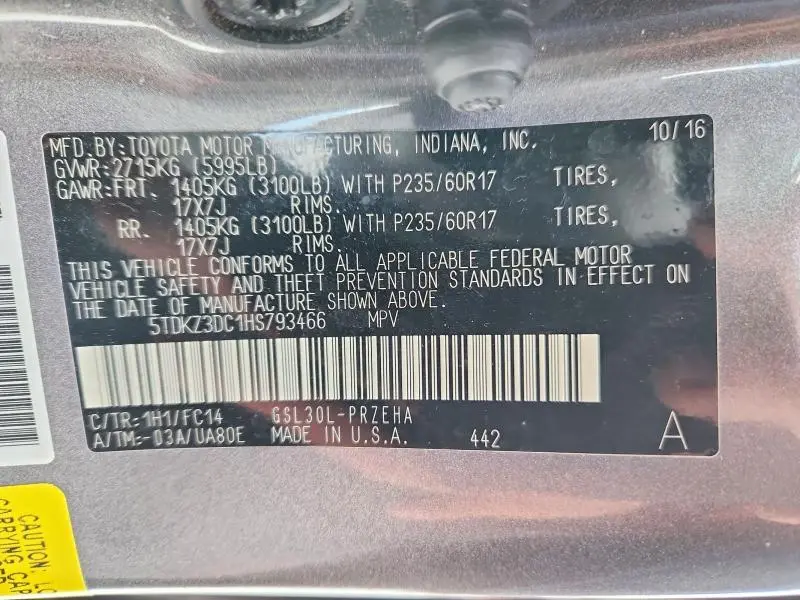 MFD. BY: TOYOTA MOTOR MANUFACTURING, INDIANA, INC. 10/16
GVWR: 2715KG (5995LB)
GAWR: FRT. 1405KG (3100LB) WITH P235/60R17 TIRES,
17X7J RIMS.
RR. 1405KG (3100LB) WITH P235/60R17 TIRES,
17X7J RIMS.
THIS VEHICLE CONFORMS TO ALL APPLICABLE FEDERAL MOTOR
VEHICLE SAFETY AND THEFT PREVENTION STANDARDS IN EFFECT ON
THE DATE OF MANUFACTURE SHOWN ABOVE.
5TDKZ3DC1HS793466 MPV
C/TR: 1H1/FC14 GSL30L-PRZEHA
A/TM: -03A/UA80E MADE IN U.S.A. 442 A
CAUTION:
CARRYING